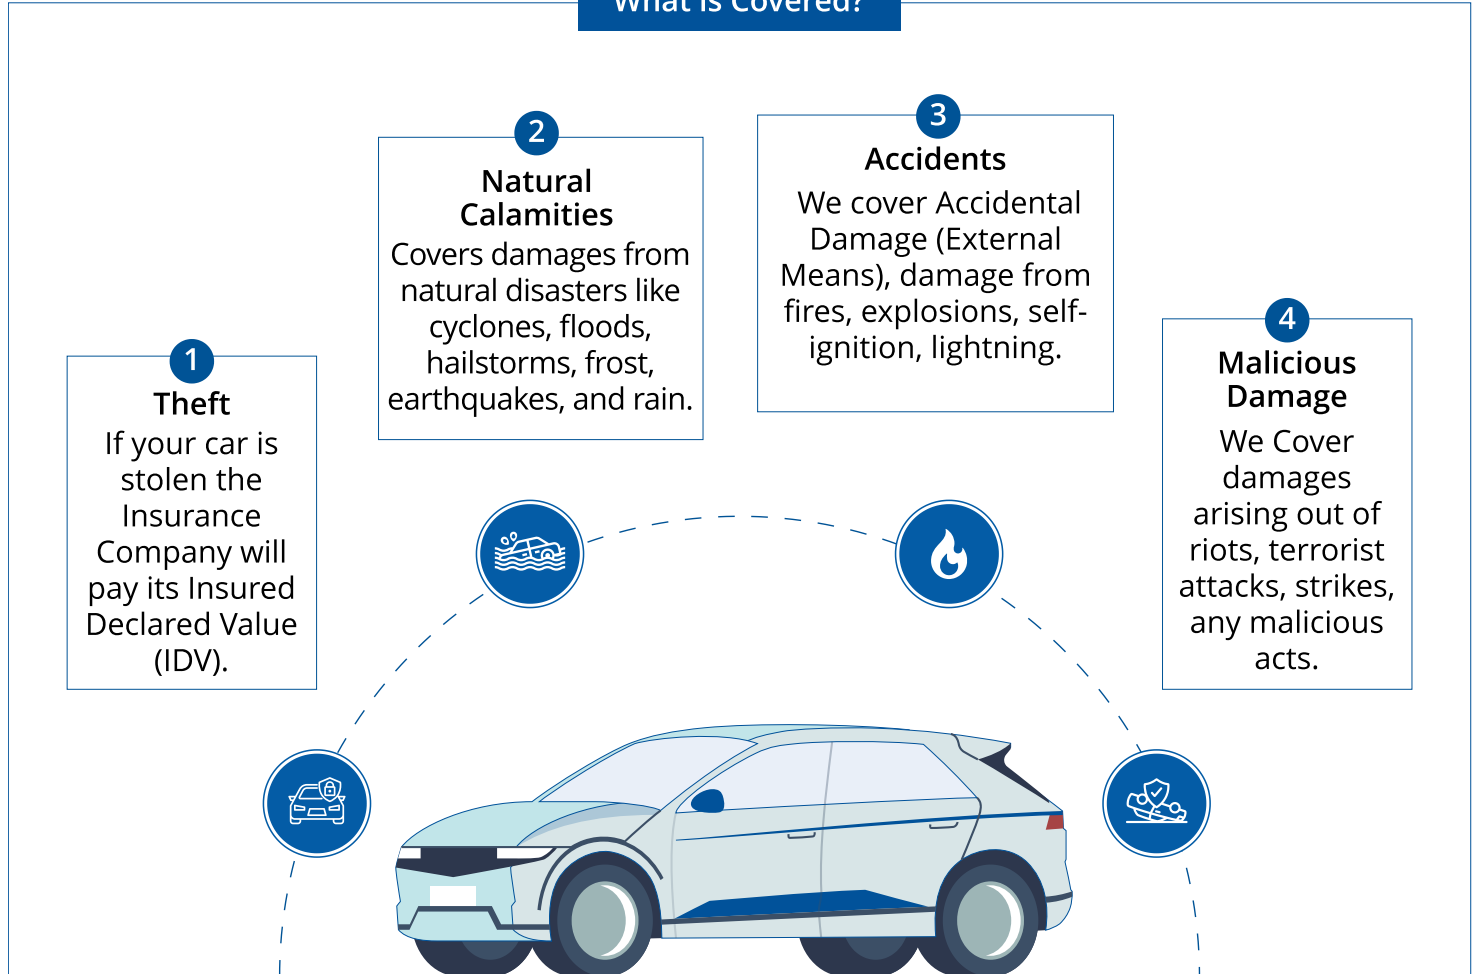 What is Covered?
1
Theft
If your car is
stolen the
Insurance
Company will
pay its Insured
Declared Value
(IDV).
2
Natural
Calamities
Covers damages from
natural disasters like
cyclones, floods,
hailstorms, frost,
earthquakes, and rain.
3
Accidents
We cover Accidental
Damage (External
Means), damage from
fires, explosions, self-
ignition, lightning.
4
Malicious
Damage
We Cover
damages
arising out of
riots, terrorist
attacks, strikes,
any malicious
acts.